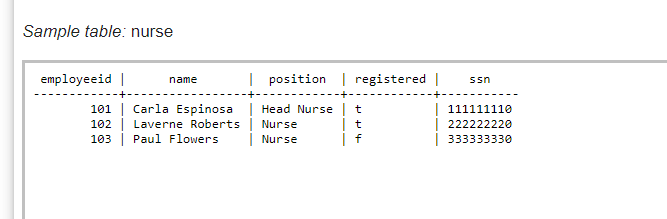 Sample table: nurse
employeeid |      name       |  position  | registered |    ssn
------------+-----------------+------------+------------+-----------
        101 | Carla Espinosa  | Head Nurse | t          | 111111110
        102 | Laverne Roberts | Nurse      | t          | 222222220
        103 | Paul Flowers    | Nurse      | f          | 333333330